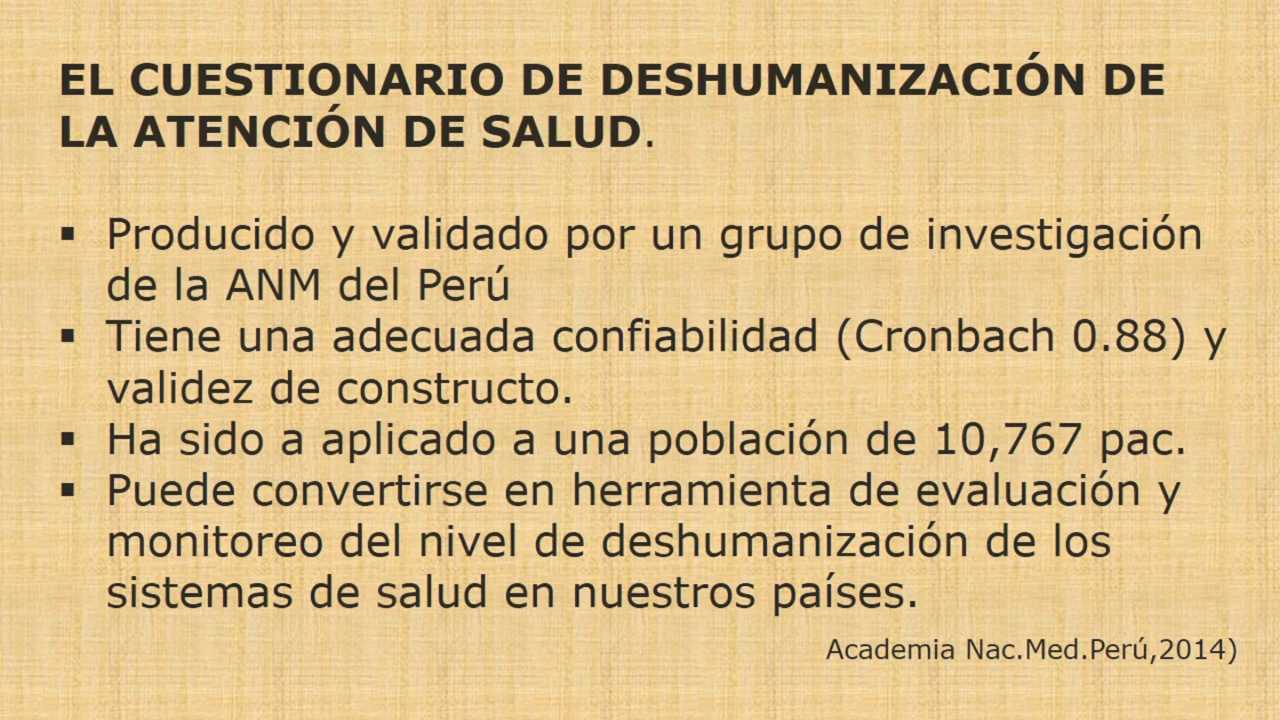 EL CUESTIONARIO DE DESHUMANIZACIÓN DE
LA ATENCIÓN DE SALUD.
▪ Producido y validado por un grupo de investigación
de la ANM del Perú
▪ Tiene una adecuada confiabilidad (Cronbach 0.88) y
validez de constructo.
▪ Ha sido a aplicado a una población de 10,767 pac.
▪ Puede convertirse en herramienta de evaluación y
monitoreo del nivel de deshumanización de los
sistemas de salud en nuestros países.
Academia Nac.Med.Perú,2014)